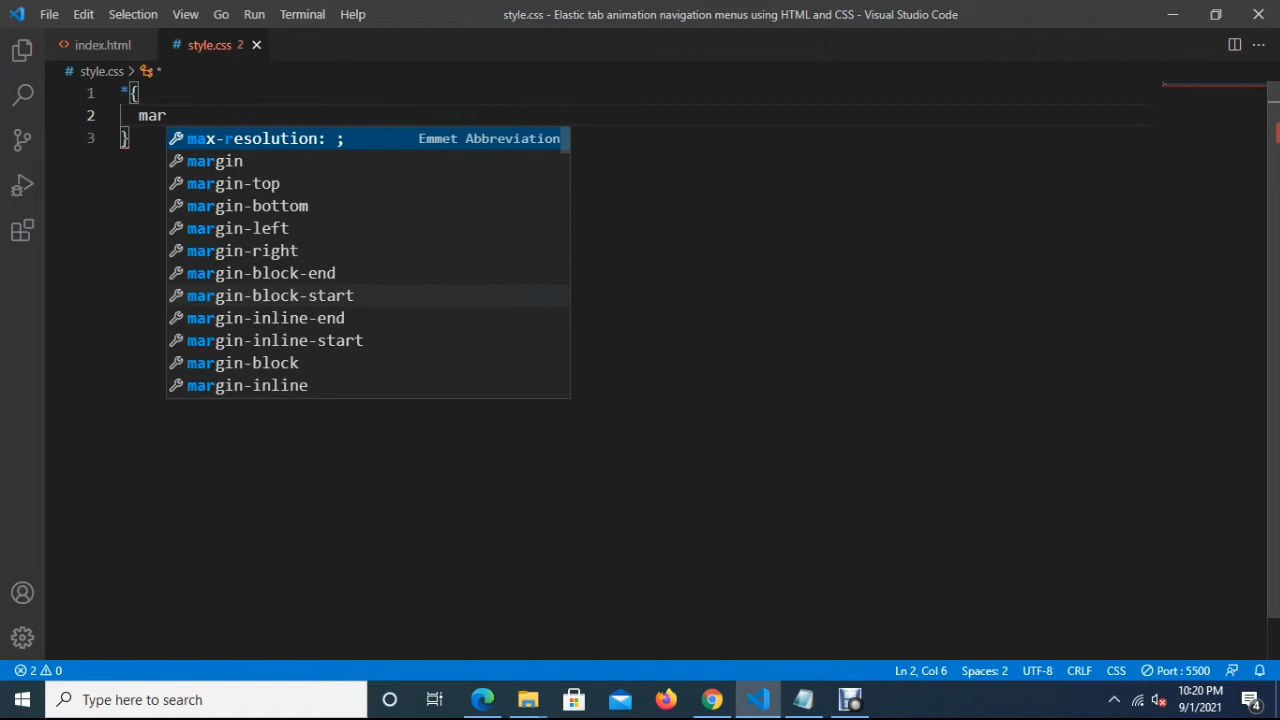 File Edit Selection View Go Run Terminal Help
style.css - Elastic tab animation navigation menus using HTML and CSS - Visual Studio Code
index.html
# style.css 2
# style.css > *
1 *{
2 mar
3 }
max-resolution: ; Emmet Abbreviation
margin
margin-top
margin-bottom
margin-left
margin-right
margin-block-end
margin-block-start
margin-inline-end
margin-inline-start
margin-block
margin-inline
2 0
Ln 2, Col 6 Spaces: 2 UTF-8 CRLF CSS Port : 5500
Type here to search
10:20 PM
9/1/2021
4